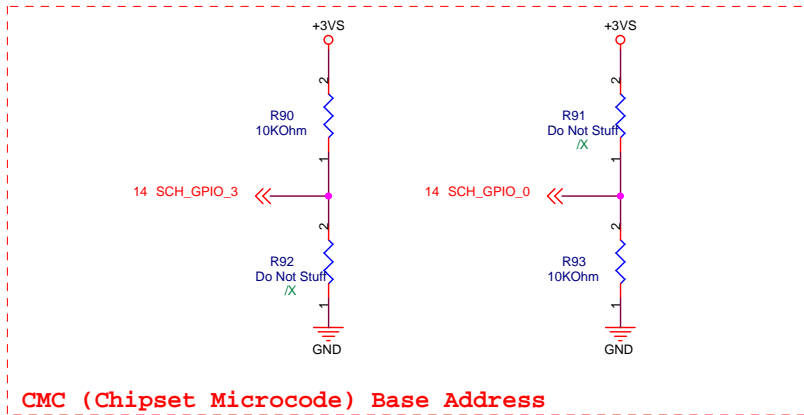 +3VS
2
R90
10KOhm
1
14 SCH_GPIO_3
2
R92
Do Not Stuff
/X
1
GND
+3VS
2
R91
Do Not Stuff
/X
1
14 SCH_GPIO_0
2
R93
10KOhm
1
GND
CMC (Chipset Microcode) Base Address